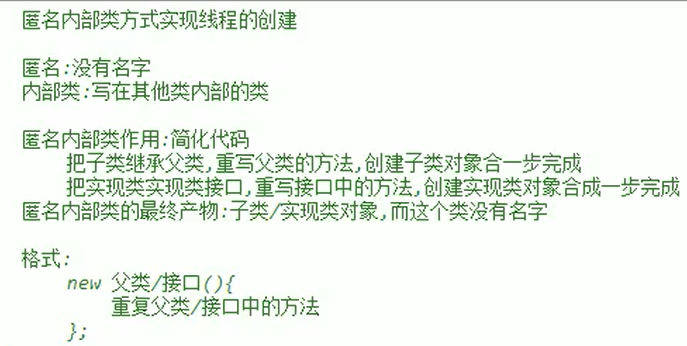 匿名内部类方式实现线程的创建
匿名:没有名字
内部类:写在其他类内部的类
匿名内部类作用:简化代码
把子类继承父类,重写父类的方法,创建子类对象合一步完成
把实现类实现类接口,重写接口中的方法,创建实现类对象合成一步完成
匿名内部类的最终产物:子类/实现类对象,而这个类没有名字
格式:
new 父类/接口(){
重复父类/接口中的方法
};